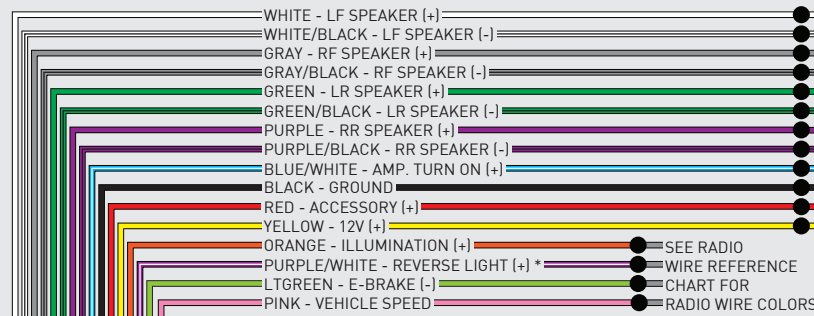 WHITE - LF SPEAKER (+)
WHITE/BLACK - LF SPEAKER (-)
GRAY - RF SPEAKER (+)
GRAY/BLACK - RF SPEAKER (-)
GREEN - LR SPEAKER (+)
GREEN/BLACK - LR SPEAKER (-)
PURPLE - RR SPEAKER (+)
PURPLE/BLACK - RR SPEAKER (-)
BLUE/WHITE - AMP. TURN ON (+)
BLACK - GROUND
RED - ACCESSORY (+)
YELLOW - 12V (+)
ORANGE - ILLUMINATION (+) SEE RADIO
PURPLE/WHITE - REVERSE LIGHT (+) * WIRE REFERENCE
LTGREEN - E-BRAKE (-) CHART FOR
PINK - VEHICLE SPEED RADIO WIRE COLORS